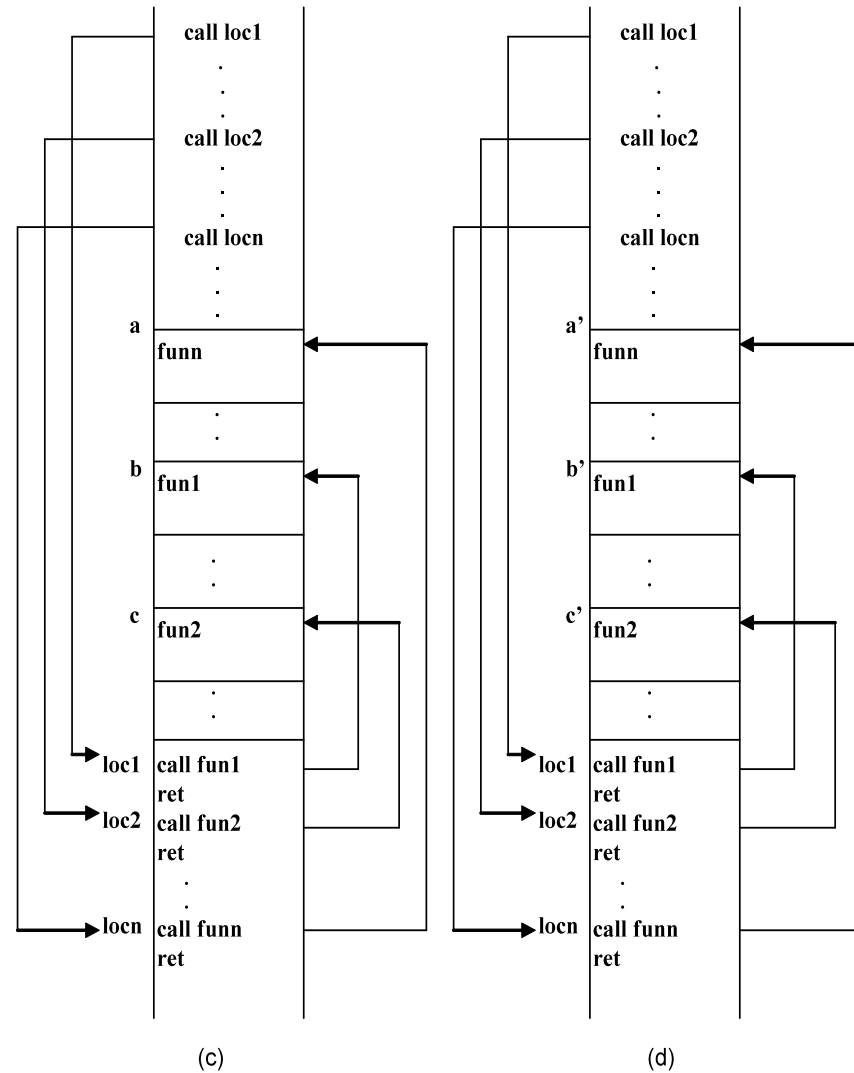 call loc1
.
.
.
call loc2
.
.
.
call locn
.
.
.
a
funn
.
.
b
fun1
.
.
c
fun2
.
.
loc1 call fun1
ret
loc2 call fun2
ret
.
.
locn call funn
ret
(c)
call loc1
.
.
.
call loc2
.
.
.
call locn
.
.
.
a’
funn
.
.
b’
fun1
.
.
c’
fun2
.
.
loc1 call fun1
ret
loc2 call fun2
ret
.
.
locn call funn
ret
(d)